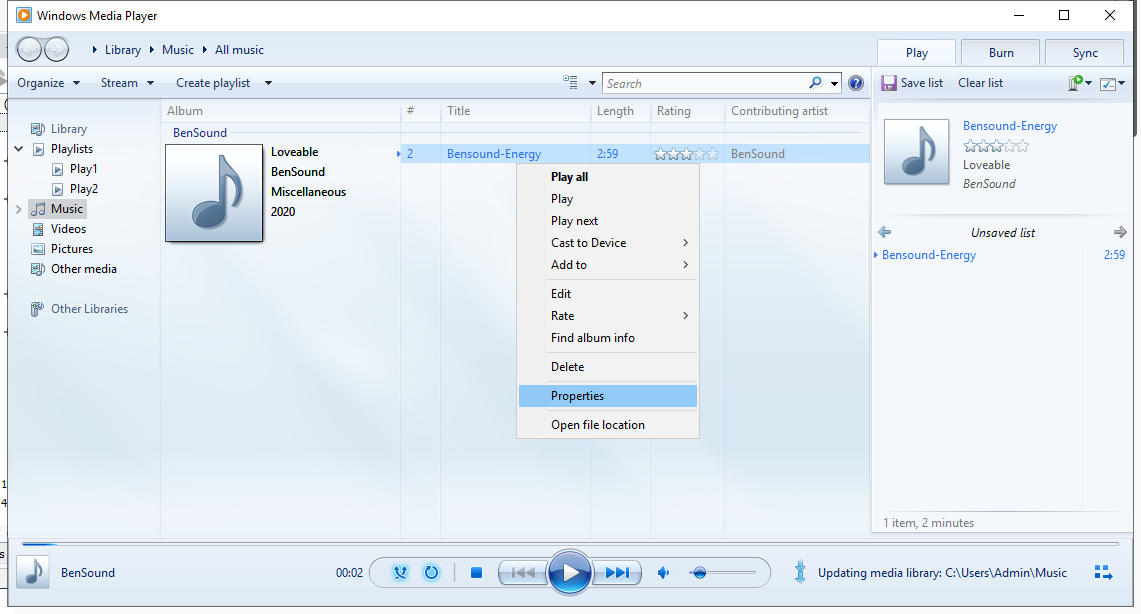 Windows Media Player
Library Music All music
Play Burn Sync
Organize Stream Create playlist Search Save list Clear list
Album # Title Length Rating Contributing artist
BenSound
Library
Playlists
Play1
Play2
Music
Videos
Pictures
Other media
Other Libraries
Loveable
BenSound
Miscellaneous
2020
2 Bensound-Energy 2:59 BenSound
Play all
Play
Play next
Cast to Device
Add to
Edit
Rate
Find album info
Delete
Properties
Open file location
Bensound-Energy
Loveable
BenSound
Unsaved list
Bensound-Energy 2:59
1 item, 2 minutes
BenSound 00:02 Updating media library: C:\Users\Admin\Music